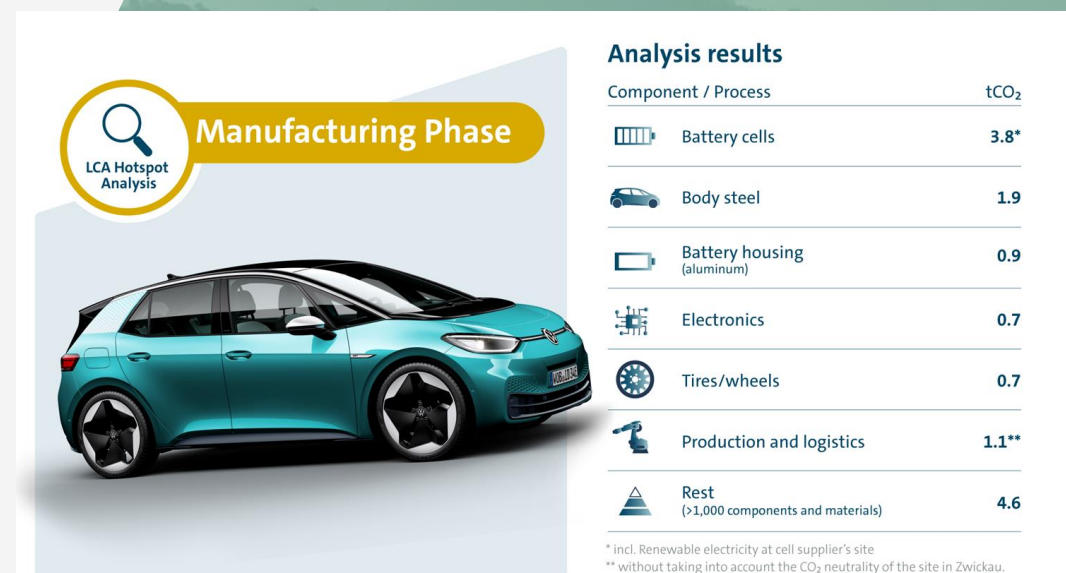 LCA Hotspot
Analysis
Manufacturing Phase
Analysis results
Component / Process tCO₂
Battery cells 3.8*
Body steel 1.9
Battery housing 0.9
(aluminum)
Electronics 0.7
Tires/wheels 0.7
Production and logistics 1.1**
Rest 4.6
(>1,000 components and materials)
* incl. Renewable electricity at cell supplier's site
** without taking into account the CO₂ neutrality of the site in Zwickau.